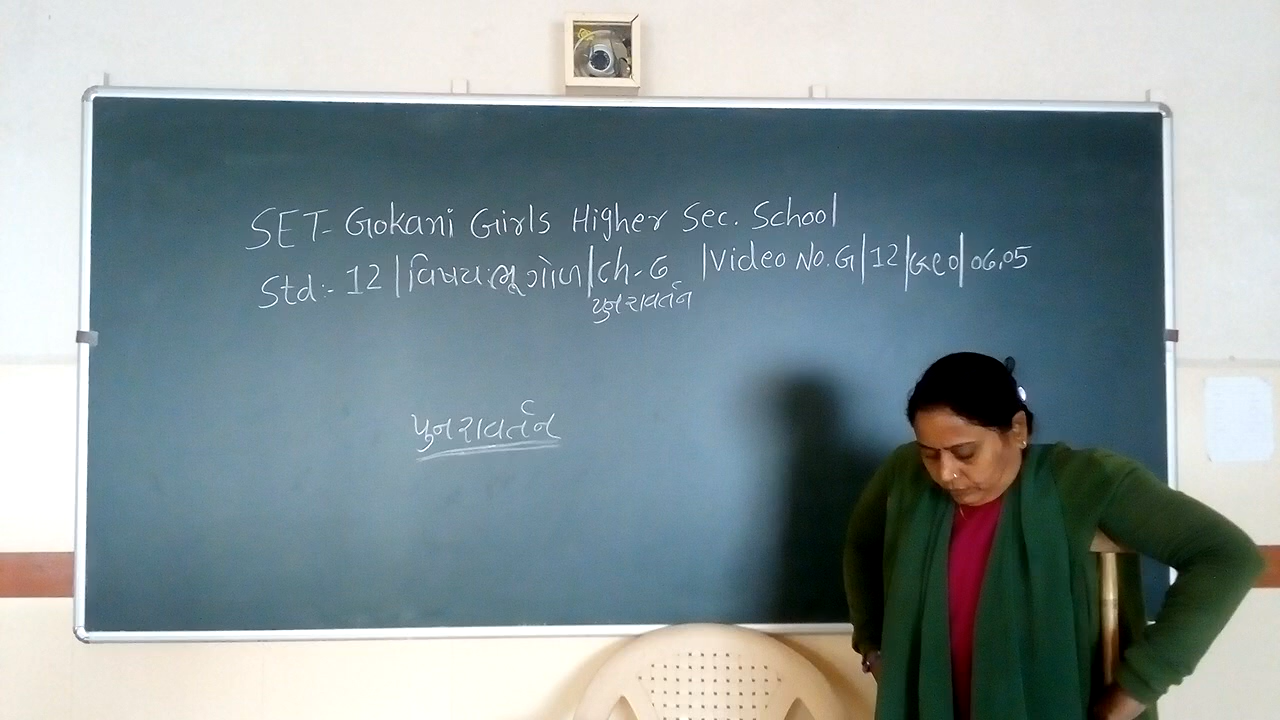 SET- Gokani Girls Higher Sec. School
Std:- 12 | વિષય:ભૂગોળ | Ch-6 | Video No. G | 12 | Geo | 06.05
પુનરાવર્તન
પુનરાવર્તન